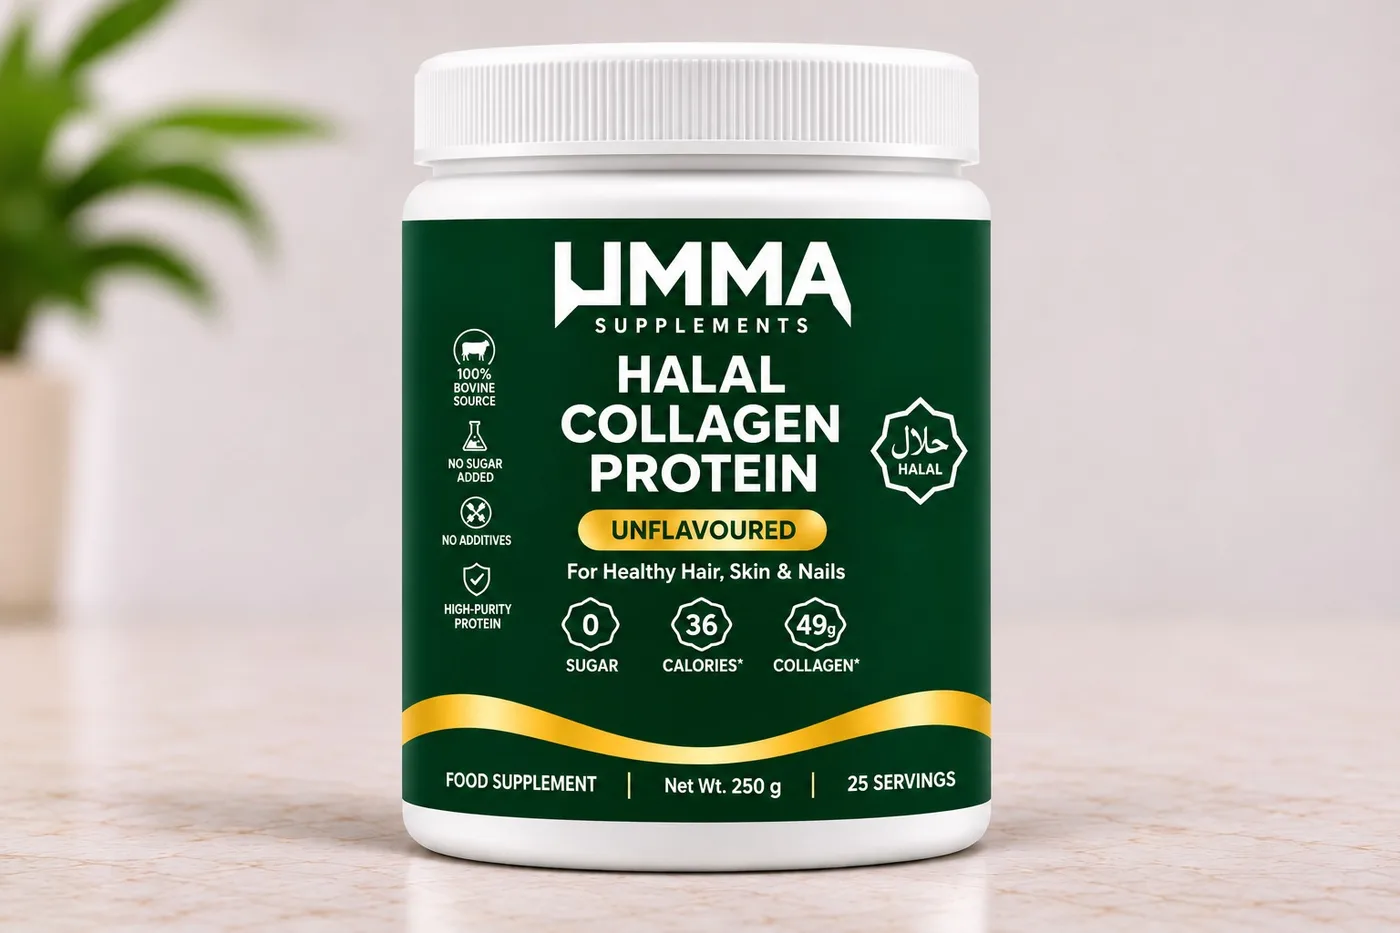 UMMA
SUPPLEMENTS
HALAL
COLLAGEN
PROTEIN
UNFLAVOURED
For Healthy Hair, Skin & Nails
0
SUGAR
36
CALORIES*
49g
COLLAGEN*
100%
BOVINE
SOURCE
NO SUGAR
ADDED
NO ADDITIVES
HIGH-PURITY
PROTEIN
حلال
HALAL
FOOD SUPPLEMENT | Net Wt. 250 g | 25 SERVINGS